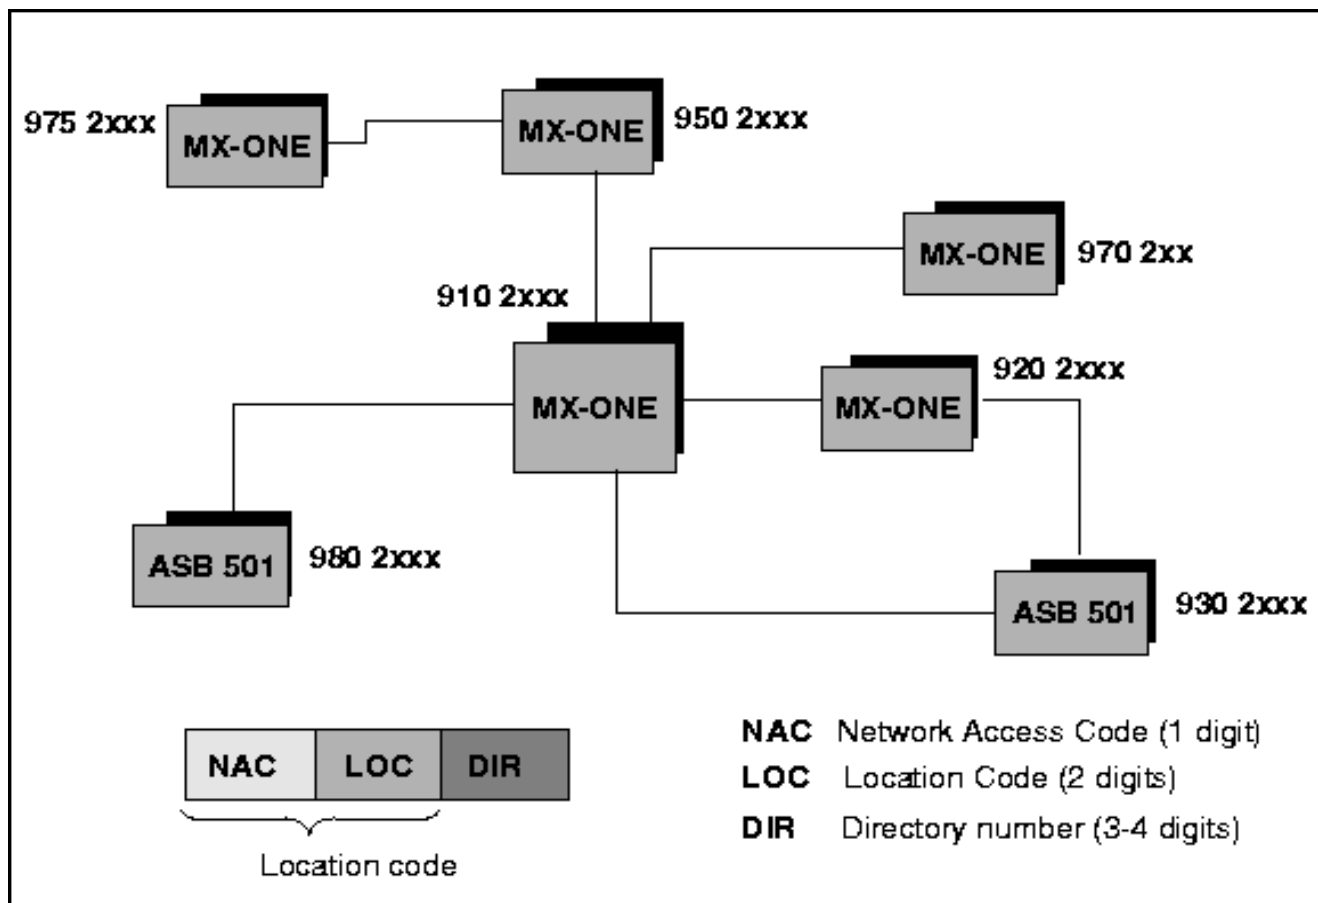 975 2xxx
MX-ONE
MX-ONE
950 2xxx
MX-ONE
970 2xx
910 2xxx
MX-ONE
MX-ONE
920 2xxx
ASB 501
980 2xxx
ASB 501
930 2xxx
NAC LOC DIR
Location code
NAC Network Access Code (1 digit)
LOC Location Code (2 digits)
DIR Directory number (3-4 digits)